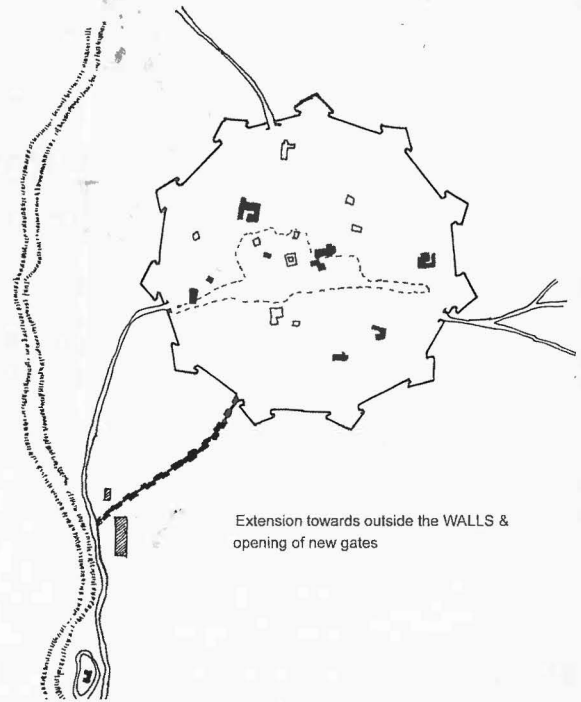 Extension towards outside the WALLS &
opening of new gates